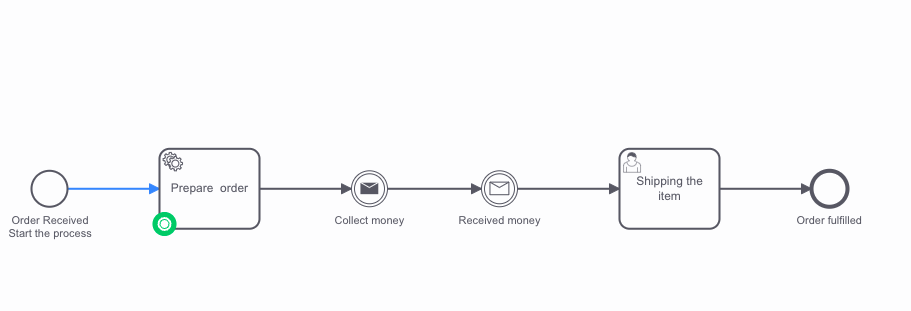 Order Received
Start the process
Prepare  order
Collect money
Received money
Shipping the
item
Order fulfilled